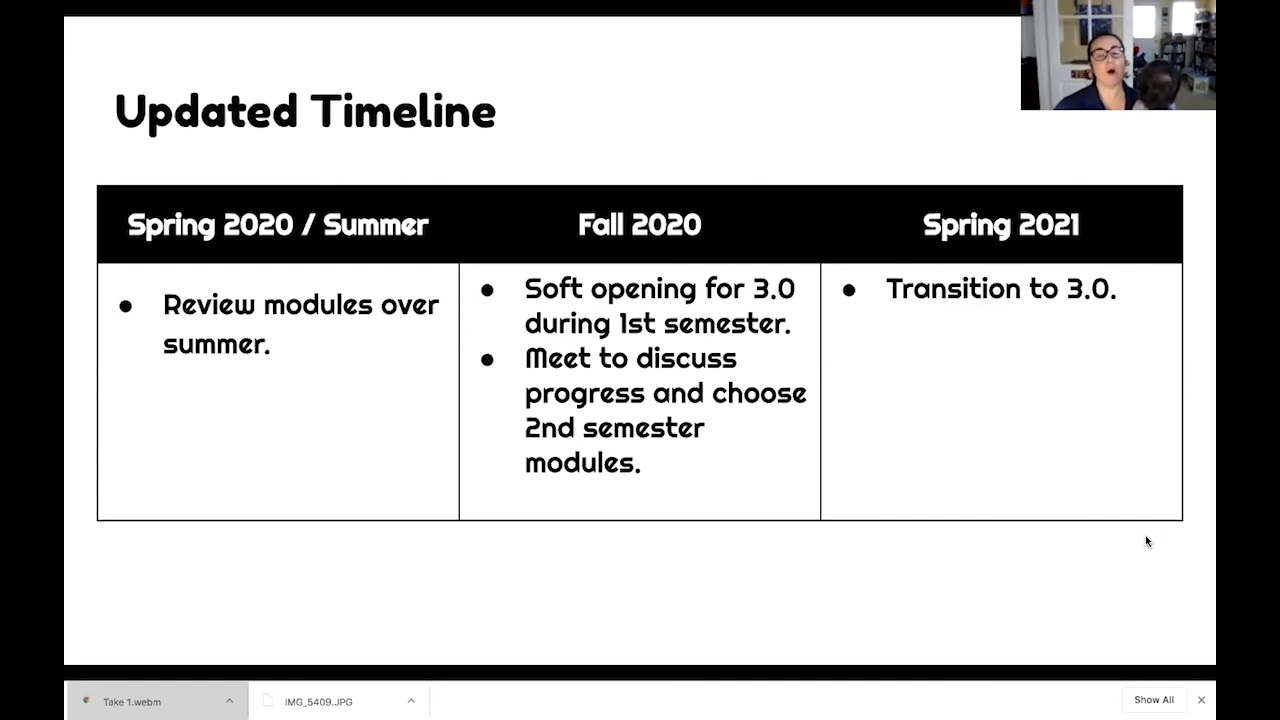 Updated Timeline
Spring 2020 / Summer
Fall 2020
Spring 2021
● Review modules over
summer.
● Soft opening for 3.0
during 1st semester.
● Meet to discuss
progress and choose
2nd semester
modules.
● Transition to 3.0.
Take 1.webm
IMG_5409.JPG
Show All